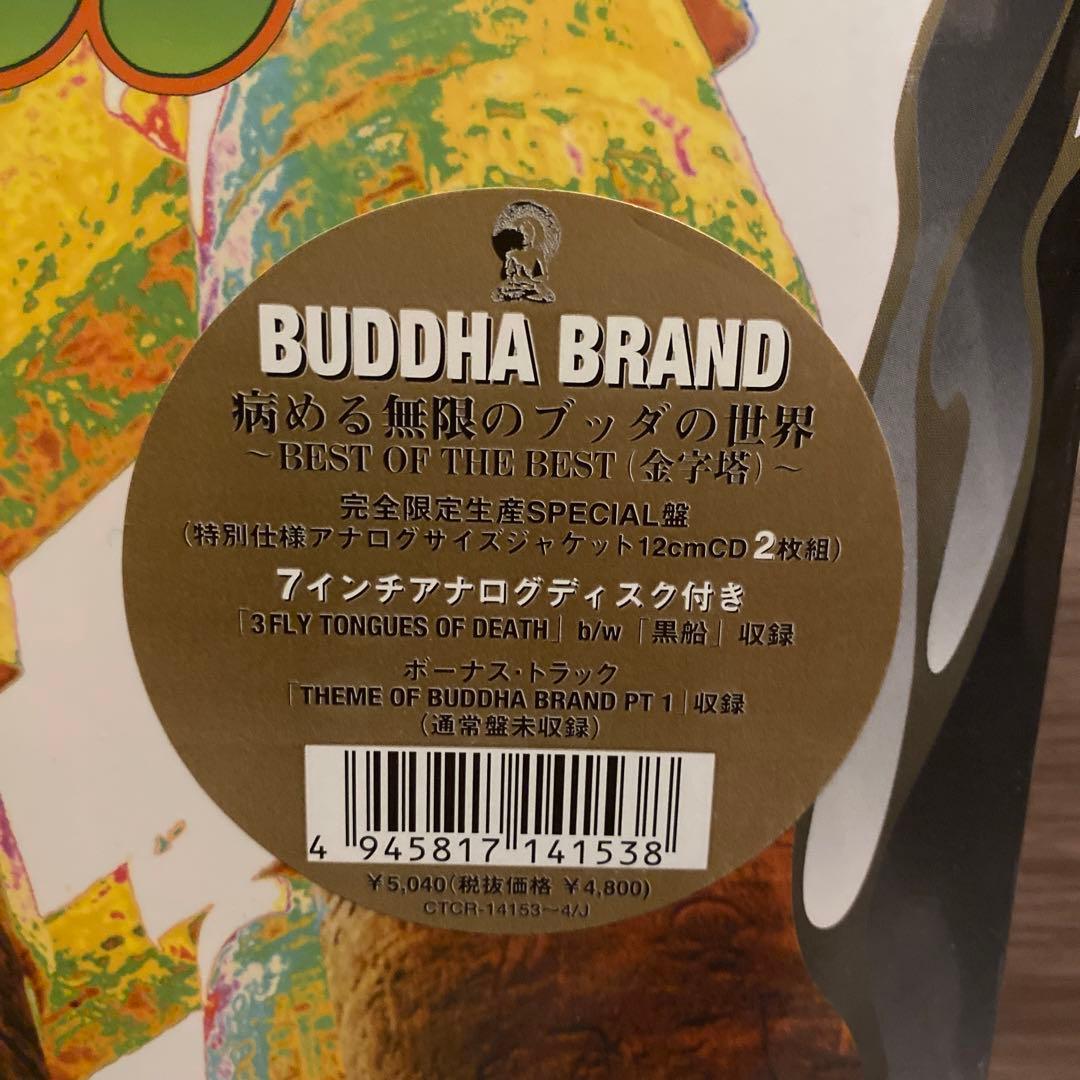 BUDDHA BRAND
病める無限のブッダの世界
～BEST OF THE BEST (金字塔)～
完全限定生産SPECIAL盤
(特別仕様アナログサイズジャケット12cmCD 2枚組)
7インチアナログディスク付き
「3 FLY TONGUES OF DEATH」 b/w 「黒船」 収録
ボーナス・トラック
「THEME OF BUDDHA BRAND PT 1」収録
(通常盤未収録)
4 945817 141538
￥5,040(税抜価格 ￥4,800)
CTCR-14153～4/J